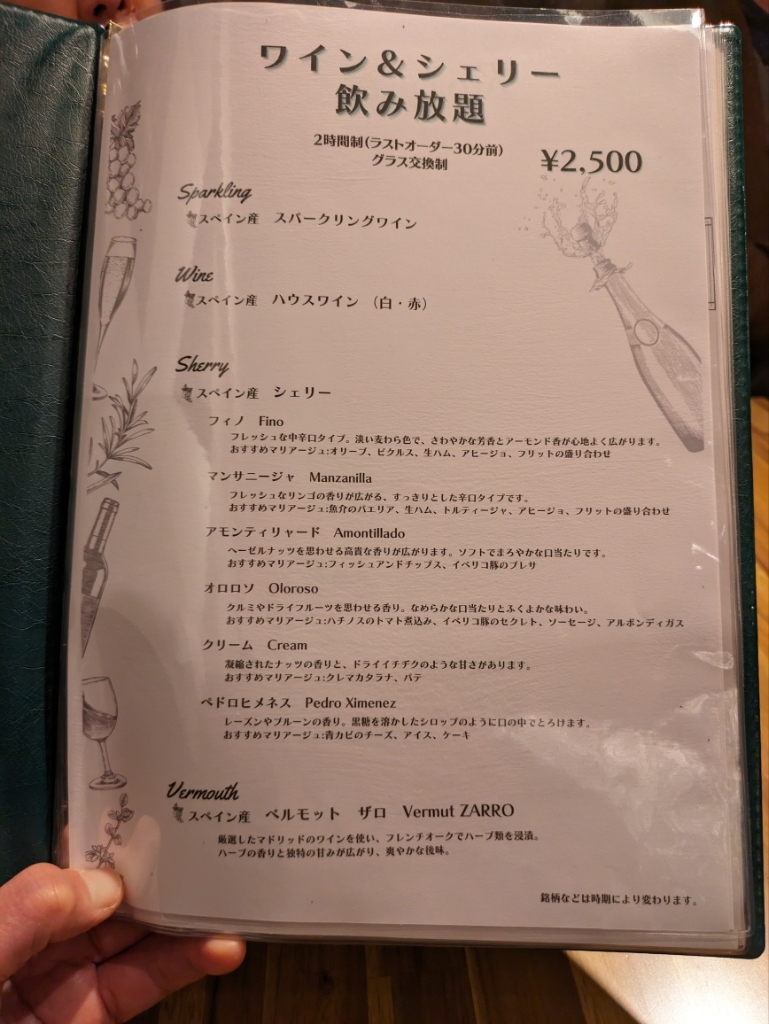 ワイン＆シェリー
飲み放題
2時間制(ラストオーダー30分前)
グラス交換制
¥2,500
Sparkling
スペイン産 スパークリングワイン
Wine
スペイン産 ハウスワイン （白・赤）
Sherry
スペイン産 シェリー
フィノ Fino
フレッシュな中辛口タイプ。淡い麦わら色で、さわやかな芳香とアーモンド香が心地よく広がります。
おすすめマリアージュ:オリーブ、ピクルス、生ハム、アヒージョ、フリットの盛り合わせ
マンサニージャ Manzanilla
フレッシュなリンゴの香りが広がる、すっきりとした辛口タイプです。
おすすめマリアージュ:魚介のパエリア、生ハム、トルティージャ、アヒージョ、フリットの盛り合わせ
アモンティリャード Amontillado
ヘーゼルナッツを思わせる高貴な香りが広がります。ソフトでまろやかな口当たりです。
おすすめマリアージュ:フィッシュアンドチップス、イベリコ豚のプレサ
オロロソ Oloroso
クルミやドライフルーツを思わせる香り。なめらかな口当たりとふくよかな味わい。
おすすめマリアージュ:ハチノスのトマト煮込み、イベリコ豚のセクレト、ソーセージ、アルボンディガス
クリーム Cream
凝縮されたナッツの香りと、ドライイチヂクのような甘さがあります。
おすすめマリアージュ:クレマカタラナ、パテ
ペドロヒメネス Pedro Ximenez
レーズンやプルーンの香り。黒糖を溶かしたシロップのように口の中でとろけます。
おすすめマリアージュ:青カビのチーズ、アイス、ケーキ
Vermouth
スペイン産 ベルモット ザロ Vermut ZARRO
厳選したマドリッドのワインを使い、フレンチオークでハーブ類を浸漬。
ハーブの香りと独特の甘みが広がり、爽やかな後味。
銘柄などは時期により変わります。